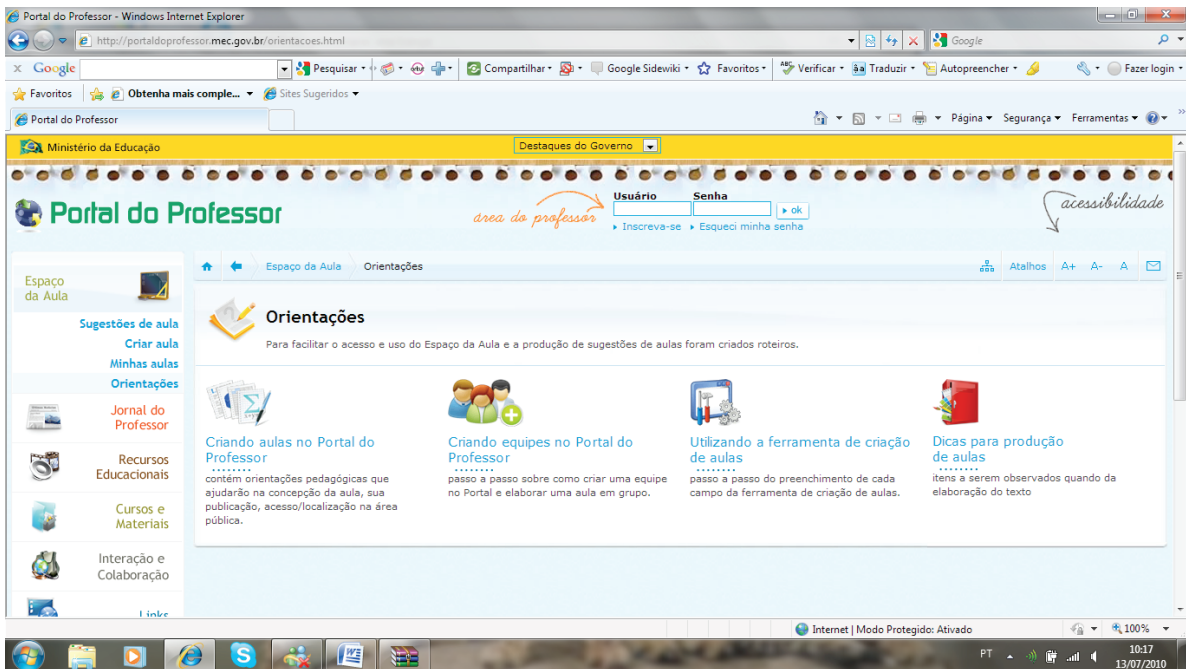 Portal do Professor - Windows Internet Explorer
http://portaldoprofessor.mec.gov.br/orientacoes.html
Google
x Google
Pesquisar
Compartilhar
Google Sidewiki
Favoritos
Verificar
Traduzir
Autopreencher
Fazer login
Favoritos
Obtenha mais comple...
Sites Sugeridos
Portal do Professor
Página
Segurança
Ferramentas
Ministério da Educação
Destaques do Governo
Portal do Professor
área do professor
Usuário Senha
ok
Inscreva-se Esqueci minha senha
acessibilidade
Espaço da Aula Orientações
Atalhos A+ A- A
Espaço
da Aula
Sugestões de aula
Criar aula
Minhas aulas
Orientações
Jornal do
Professor
Recursos
Educacionais
Cursos e
Materiais
Interação e
Colaboração
Links
Orientações
Para facilitar o acesso e uso do Espaço da Aula e a produção de sugestões de aulas foram criados roteiros.
Criando aulas no Portal do
Professor
contém orientações pedagógicas que
ajudarão na concepção da aula, sua
publicação, acesso/localização na área
pública.
Criando equipes no Portal do
Professor
passo a passo sobre como criar uma equipe
no Portal e elaborar uma aula em grupo.
Utilizando a ferramenta de criação
de aulas
passo a passo do preenchimento de cada
campo da ferramenta de criação de aulas.
Dicas para produção
de aulas
itens a serem observados quando da
elaboração do texto
Internet | Modo Protegido: Ativado
100%
PT
10:17
13/07/2010